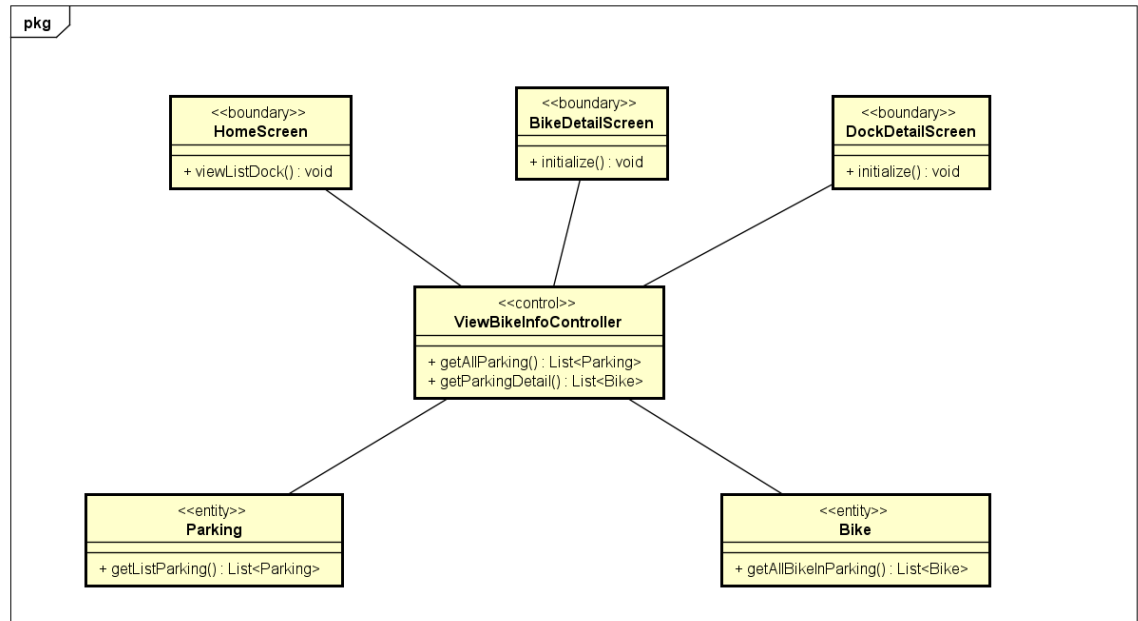 pkg
<<boundary>>
HomeScreen
+ viewListDock() : void
<<boundary>>
BikeDetailScreen
+ initialize() : void
<<boundary>>
DockDetailScreen
+ initialize() : void
<<control>>
ViewBikeInfoController
+ getAllParking() : List<Parking>
+ getParkingDetail() : List<Bike>
<<entity>>
Parking
+ getListParking() : List<Parking>
<<entity>>
Bike
+ getAllBikeInParking() : List<Bike>